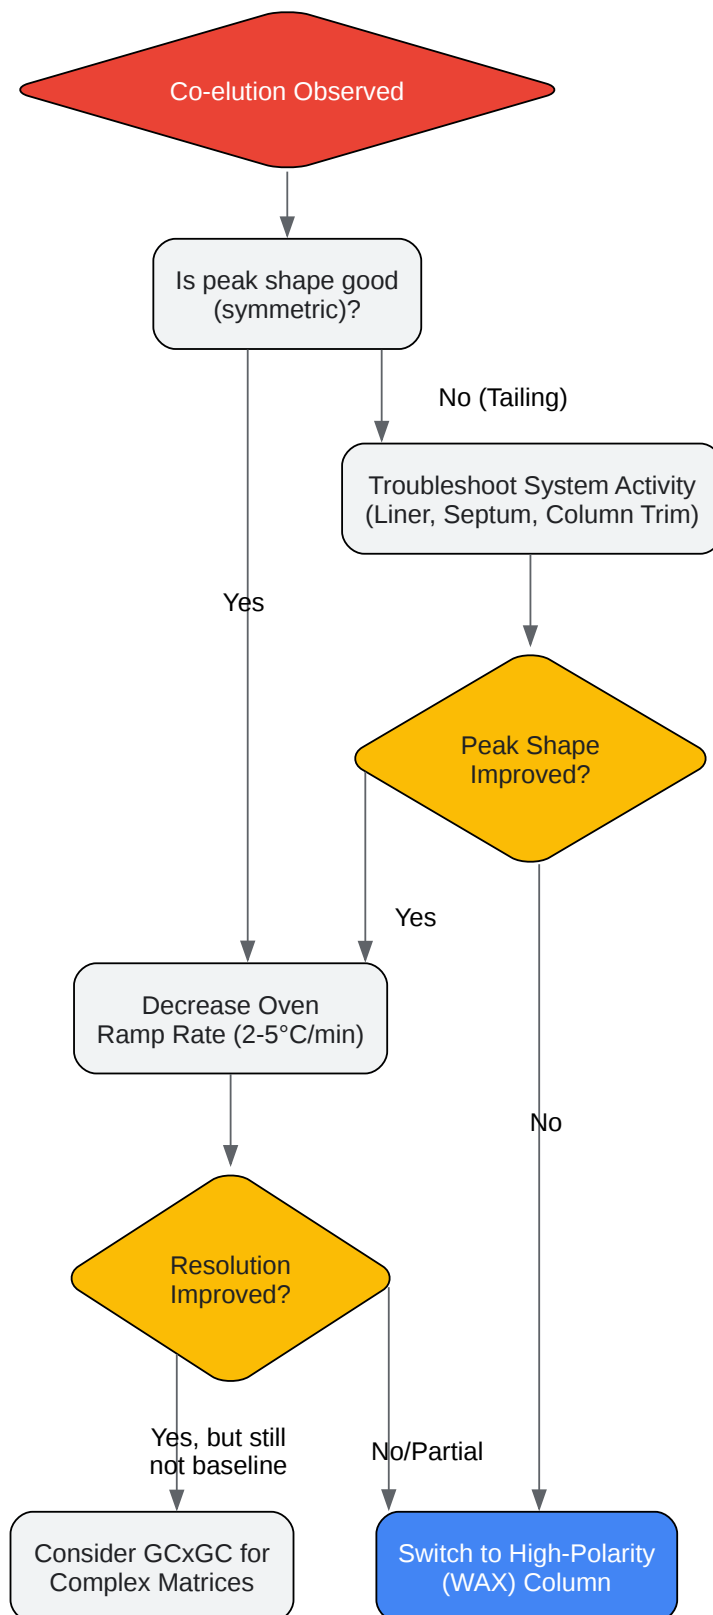 Co-elution Observed
Is peak shape good
(symmetric)?
No (Tailing)
Troubleshoot System Activity
(Liner, Septum, Column Trim)
Yes
Peak Shape
Improved?
Yes
Decrease Oven
Ramp Rate (2-5°C/min)
No
Resolution
Improved?
Yes, but still
not baseline
No/Partial
Consider GCxGC for
Complex Matrices
Switch to High-Polarity
(WAX) Column